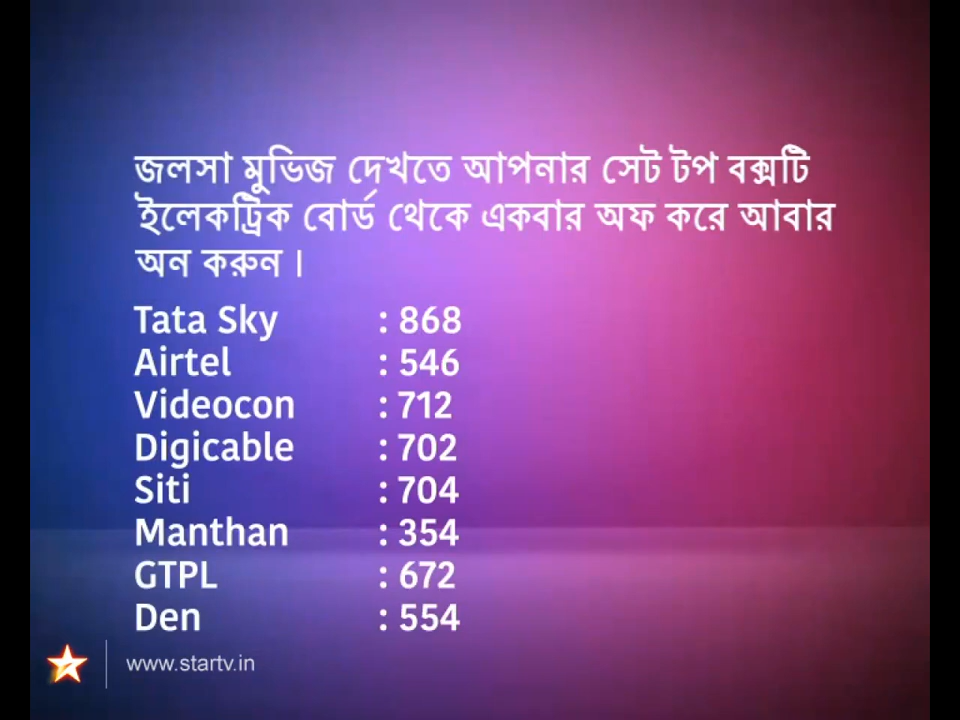 জলসা মুভিজ দেখতে আপনার সেট টপ বক্সটি
ইলেকট্রিক বোর্ড থেকে একবার অফ করে আবার
অন করুন।
Tata Sky : 868
Airtel : 546
Videocon : 712
Digicable : 702
Siti : 704
Manthan : 354
GTPL : 672
Den : 554
www.startv.in